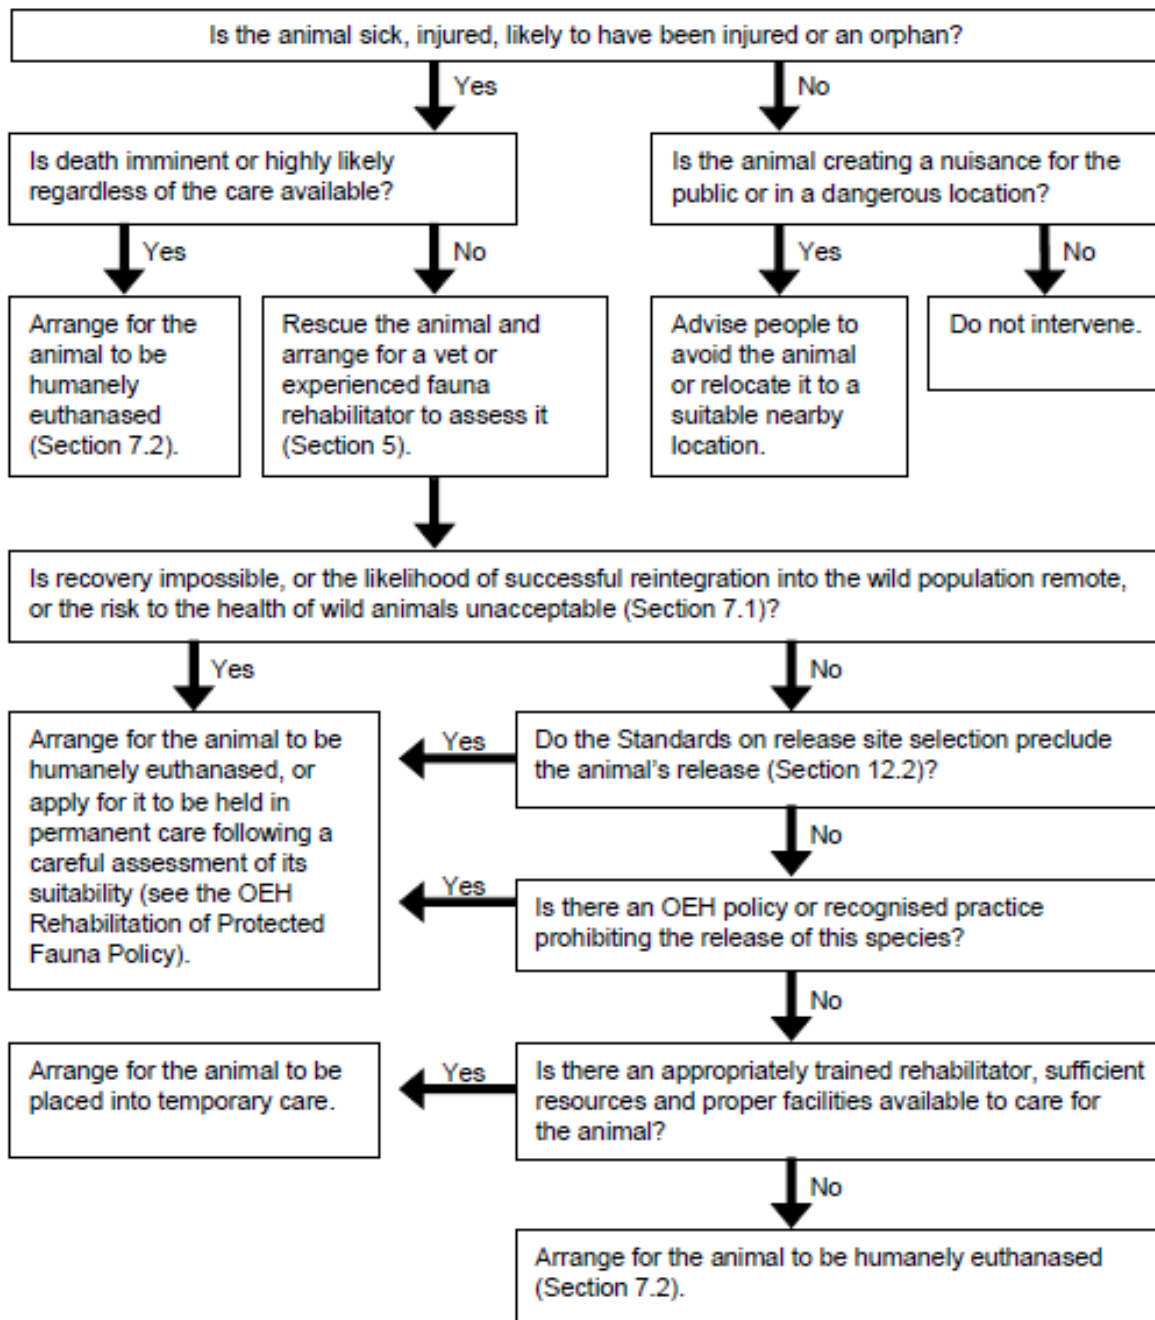 Is the animal sick, injured, likely to have been injured or an orphan?
Yes
No
Is death imminent or highly likely
regardless of the care available?
Is the animal creating a nuisance for the
public or in a dangerous location?
Yes
No
Yes
No
Arrange for the
animal to be
humanely
euthanased
(Section 7.2).
Rescue the animal and
arrange for a vet or
experienced fauna
rehabilitator to assess it
(Section 5).
Advise people to
avoid the animal
or relocate it to a
suitable nearby
location.
Do not intervene.
Is recovery impossible, or the likelihood of successful reintegration into the wild population remote,
or the risk to the health of wild animals unacceptable (Section 7.1)?
Yes
No
Arrange for the animal to be
humanely euthanased, or
apply for it to be held in
permanent care following a
careful assessment of its
suitability (see the OEH
Rehabilitation of Protected
Fauna Policy).
Yes
Do the Standards on release site selection preclude
the animal's release (Section 12.2)?
No
Yes
Is there an OEH policy or recognised practice
prohibiting the release of this species?
No
Arrange for the animal to be
placed into temporary care.
Yes
Is there an appropriately trained rehabilitator, sufficient
resources and proper facilities available to care for
the animal?
No
Arrange for the animal to be humanely euthanased
(Section 7.2).